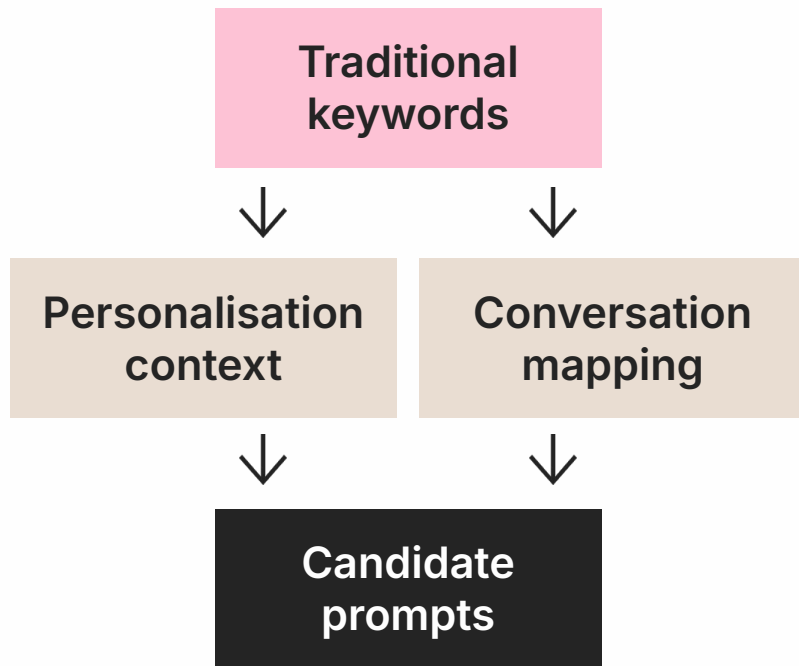 Traditional
keywords
Personalisation
context
Conversation
mapping
Candidate
prompts